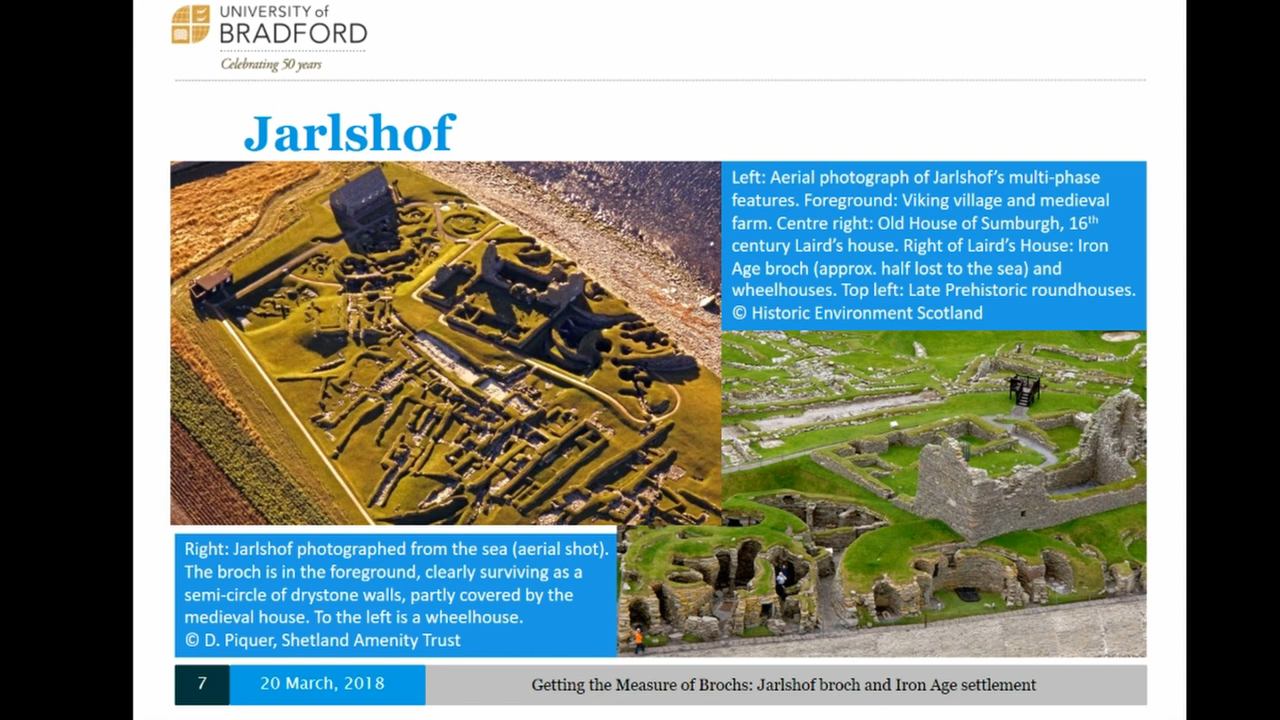 UNIVERSITY of
BRADFORD
Celebrating 50 years
Jarlshof
Left: Aerial photograph of Jarlshof’s multi-phase
features. Foreground: Viking village and medieval
farm. Centre right: Old House of Sumburgh, 16th
century Laird’s house. Right of Laird’s House: Iron
Age broch (approx. half lost to the sea) and
wheelhouses. Top left: Late Prehistoric roundhouses.
© Historic Environment Scotland
Right: Jarlshof photographed from the sea (aerial shot).
The broch is in the foreground, clearly surviving as a
semi-circle of drystone walls, partly covered by the
medieval house. To the left is a wheelhouse.
© D. Piquer, Shetland Amenity Trust
7
20 March, 2018
Getting the Measure of Brochs: Jarlshof broch and Iron Age settlement